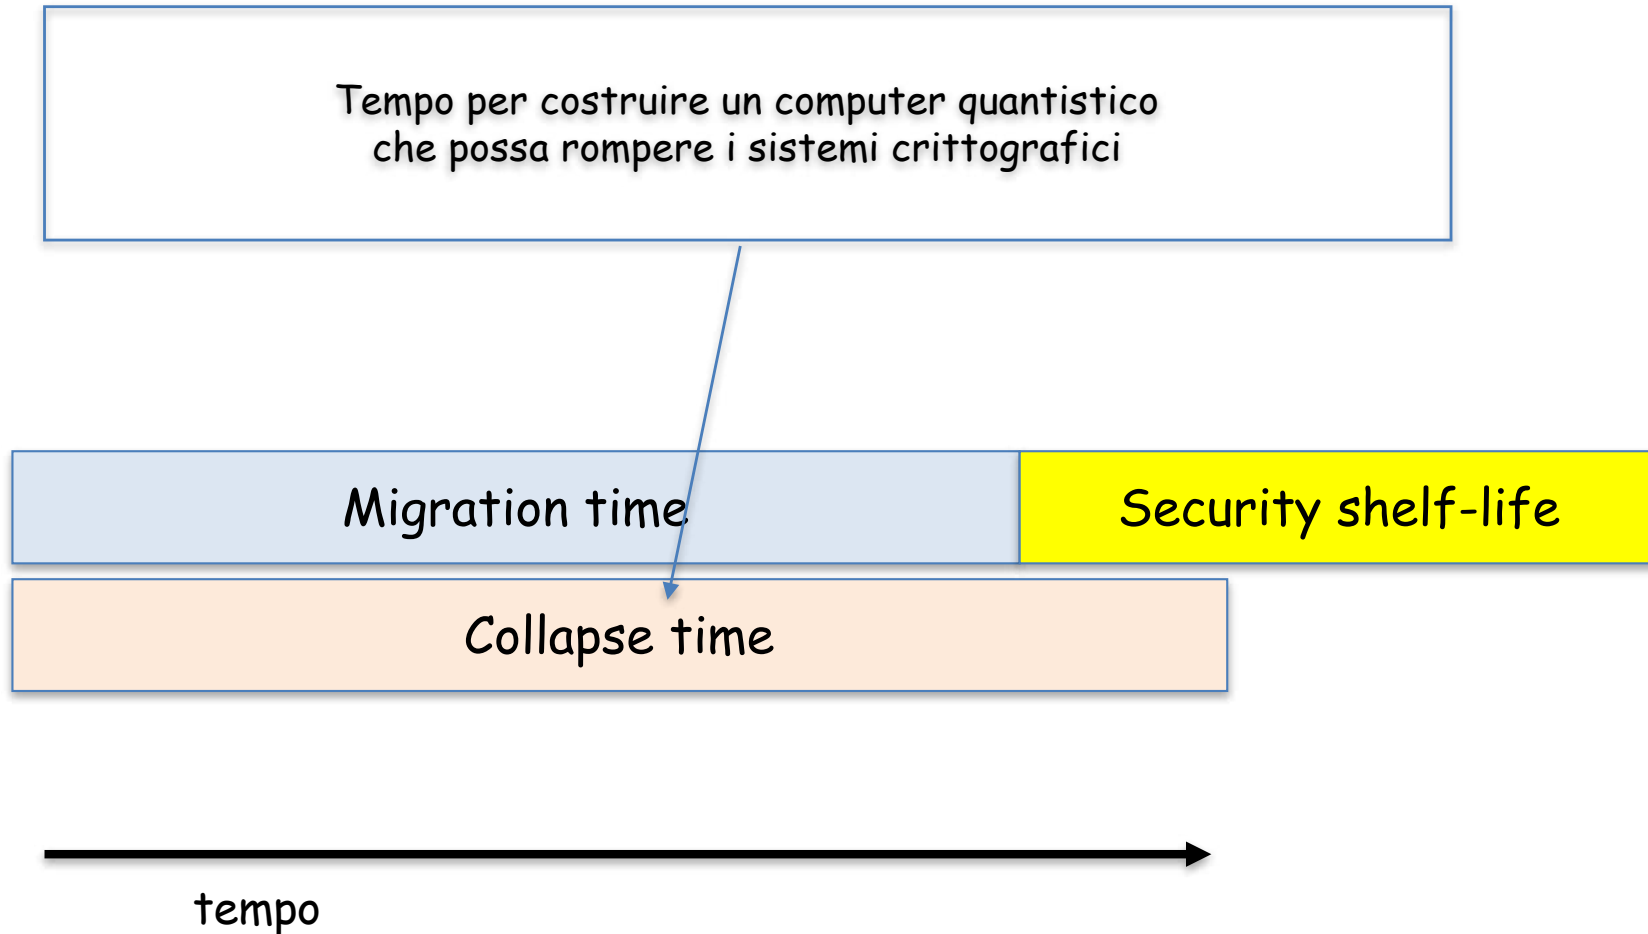 Tempo per costruire un computer quantistico
che possa rompere i sistemi crittografici
Migration time
Security shelf-life
Collapse time
tempo